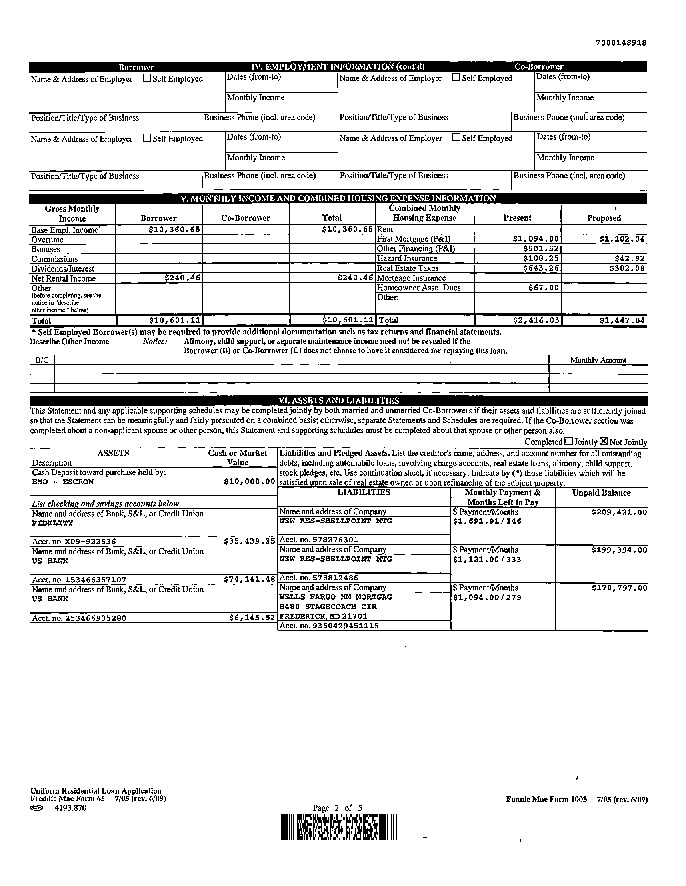 Borrower IV. EMPLOYMENT INFORMATION (cont'd) Co-Borrower
Name & Address of Employer Self Employed Dates (from-to) Name & Address of Employer Self Employed Dates (from-to)
Monthly Income Monthly Income
Position/Title/Type of Business Business Phone (incl. area code) Position/Title/Type of Business Business Phone (incl. area code)
Name & Address of Employer Self Employed Dates (from-to) Name & Address of Employer Self Employed Dates (from-to)
Monthly Income Monthly Income
Position/Title/Type of Business Business Phone (incl. area code) Position/Title/Type of Business Business Phone (incl. area code)
V. MONTHLY INCOME AND COMBINED HOUSING EXPENSE INFORMATION
Gross Monthly Income Borrower Co-Borrower Total Combined Monthly Housing Expense Present Proposed
Base Empl. Income $10,360.65 $10,360.65 Rent
Overtime First Mortgage (P&I) $1,094.00 $1,102.04
Bonuses Other Financing (P&I) $501.52
Commissions Hazard Insurance $108.25 $42.92
Dividends/Interest Real Estate Taxes $643.26 $302.08
Net Rental Income $240.46 $240.46 Mortgage Insurance
Other Homeowner Assn. Dues $67.00
(before completing, see the Other:
notice in "describe
other income," below)
Total $10,601.11 $10,601.11 Total $2,416.03 $1,447.04
* Self Employed Borrower(s) may be required to provide additional documentation such as tax returns and financial statements.
Describe Other Income Notice: Alimony, child support, or separate maintenance income need not be revealed if the
Borrower (B) or Co-Borrower (C) does not choose to have it considered for repaying this loan.
B/C Monthly Amount
VI. ASSETS AND LIABILITIES
This Statement and any applicable supporting schedules may be completed jointly by both married and unmarried Co-Borrowers if their assets and liabilities are sufficiently joined
so that the Statement can be meaningfully and fairly presented on a combined basis; otherwise, separate Statements and Schedules are required. If the Co-Borrower section was
completed about a non-applicant spouse or other person, this Statement and supporting schedules must be completed about that spouse or other person also.
Completed Jointly Not Jointly
ASSETS Cash or Market Value Liabilities and Pledged Assets. List the creditor's name, address, and account number for all outstanding
Description debts, including automobile loans, revolving charge accounts, real estate loans, alimony, child support,
Cash Deposit toward purchase held by: stock pledges, etc. Use continuation sheet, if necessary. Indicate by (*) those liabilities which will be
EMD - ESCROW $10,000.00 satisfied upon sale of real estate owned or upon refinancing of the subject property.
LIABILITIES Monthly Payment & Months Left to Pay Unpaid Balance
List checking and savings accounts below
Name and address of Bank, S&L, or Credit Union Name and address of Company $ Payment/Months $209,421.00
FIDELITY NEW RES-SHELLPOINT MTG
Acct. no. $35,439.25 Acct. no. 578276301
Name and address of Bank, S&L, or Credit Union Name and address of Company $ Payment/Months $199,394.00
US BANK NEW RES-SHELLPOINT MTG $1,121.00/333
Acct. no. 153466357107 $74,141.48 Acct. no. 573812486
Name and address of Bank, S&L, or Credit Union Name and address of Company $ Payment/Months $170,797.00
US BANK WELLS FARGO HM MORTGAG $1,094.00/279
8480 STAGECOACH CIR
Acct. no. 253466905280 $6,145.52 FREDERICK, MD 21701
Acct. no. 9360429451115
Uniform Residential Loan Application
Freddie Mac Form 65 7/05 (rev. 6/09) Fannie Mae Form 1003 7/05 (rev. 6/09)
4193.870 Page 2 of 5